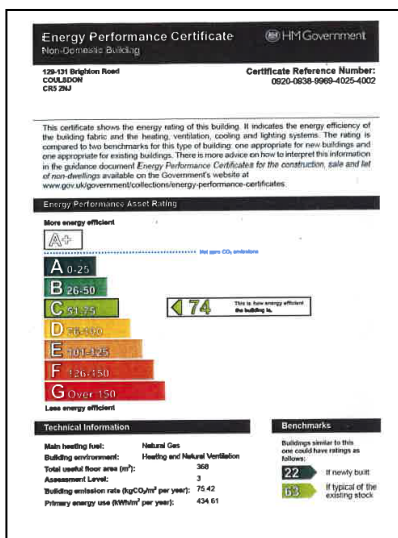 Energy Performance Certificate
HM Government
Non-Domestic Building
129-131 Brighton Road
COULSDON
CR5 2NJ
Certificate Reference Number:
0920-0938-9969-4025-4002
This certificate shows the energy rating of this building. It indicates the energy efficiency of
the building fabric and the heating, ventilation, cooling and lighting systems. The rating is
compared to two benchmarks for this type of building: one appropriate for new buildings and
one appropriate for existing buildings. There is more advice on how to interpret this information
in the guidance document Energy Performance Certificates for the construction, sale and let
of non-dwellings available on the Government's website at
www.gov.uk/government/collections/energy-performance-certificates.
Energy Performance Asset Rating
More energy efficient
A+
Net zero CO₂ emissions
A 0-25
B 26-50
C 51-75
74
This is how energy efficient
the building is.
D 76-100
E 101-125
F 126-150
G Over 150
Less energy efficient
Technical Information
Main heating fuel: Natural Gas
Building environment: Heating and Natural Ventilation
Total useful floor area (m²): 368
Assessment Level: 3
Building emission rate (kgCO₂/m² per year): 75.42
Primary energy use (kWh/m² per year): 434.61
Benchmarks
Buildings similar to this
one could have ratings as
follows:
22 If newly built
63 If typical of the
existing stock